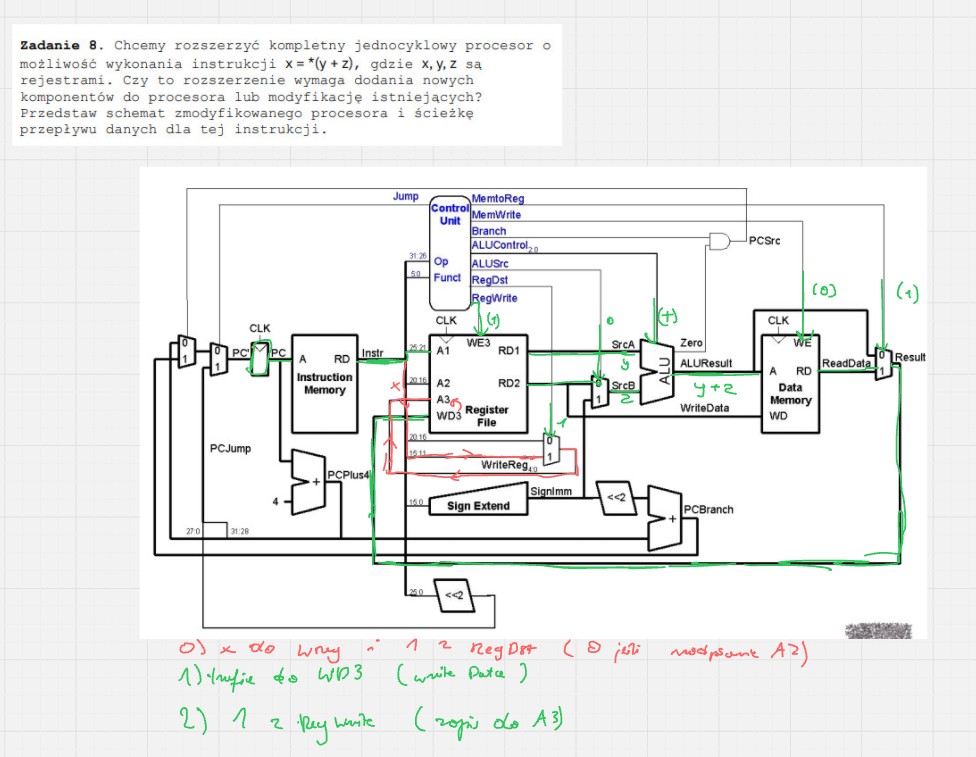 Zadanie 8. Chcemy rozszerzyć kompletny jednocyklowy procesor o
możliwość wykonania instrukcji x = *(y + z), gdzie x, y, z są
rejestrami. Czy to rozszerzenie wymaga dodania nowych
komponentów do procesora lub modyfikację istniejących?
Przedstaw schemat zmodyfikowanego procesora i ścieżkę
przepływu danych dla tej instrukcji.
Jump
MemtoReg
Control
Unit
MemWrite
Branch
ALUControl 2:0
PCSrc
31:26
Op
ALUSrc
5:0
Funct
RegDst
RegWrite
(0)
(1)
(1)
0
(+)
CLK
CLK
CLK
WE3
WE
0
1
0
1
PC'
PC
A
RD
Instr
25:21
A1
RD1
SrcA
y
Zero
ALU
ALUResult
y+z
A
RD
ReadData
0
1
Result
Instruction
Memory
x
20:16
A2
RD2
0
1
SrcB
z
Data
Memory
A3
WD3
Register
File
WriteData
WD
1
20:16
0
PCJump
15:11
1
WriteReg 4:0
PCPlus4
+
4
SignImm
<<2
15:0
Sign Extend
PCBranch
+
27:0
31:28
25:0
<<2
0) x do Wreg i 1 z RegDst (0 jeśli nadpisanie A2)
1) trafia do WD3 (write Data)
2) 1 z RegWrite (zapis do A3)